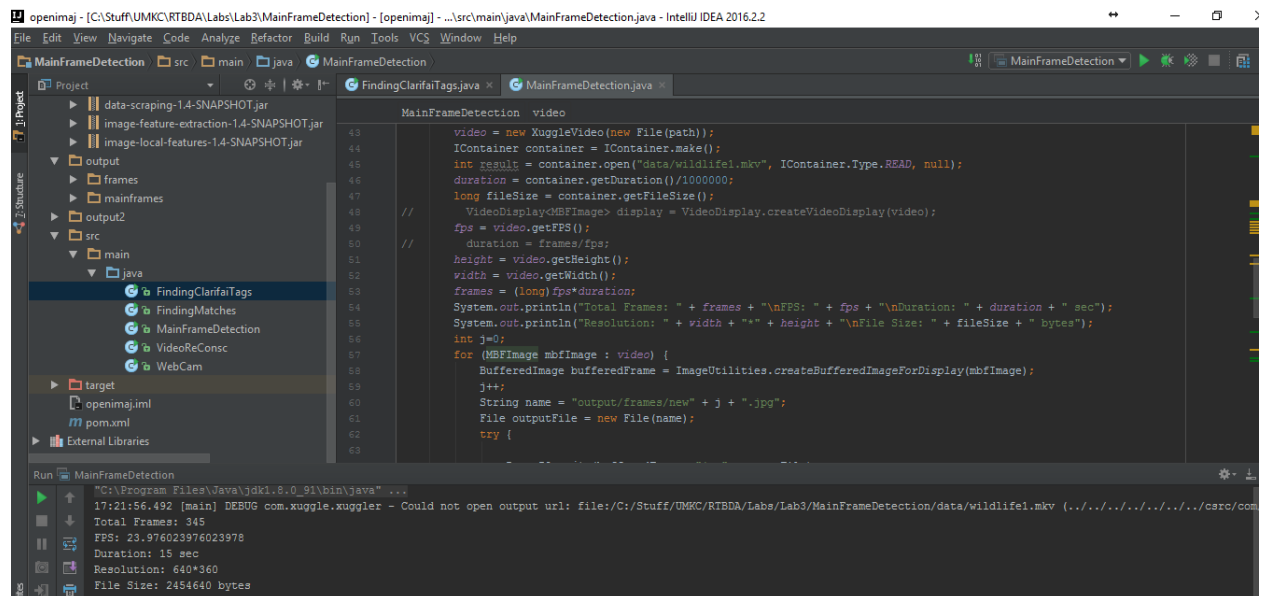 openimaj - [C:\Stuff\UMKC\RTBDA\Labs\Lab3\MainFrameDetection] - [openimaj] - ...\src\main\java\MainFrameDetection.java - IntelliJ IDEA 2016.2.2
File Edit View Navigate Code Analyze Refactor Build Run Tools VCS Window Help
MainFrameDetection src main java MainFrameDetection
MainFrameDetection
Project
FindingClarifaiTags.java
MainFrameDetection.java
1: Project
7: Structure
data-scraping-1.4-SNAPSHOT.jar
image-feature-extraction-1.4-SNAPSHOT.jar
image-local-features-1.4-SNAPSHOT.jar
output
frames
mainframes
output2
src
main
java
FindingClarifaiTags
FindingMatches
MainFrameDetection
VideoReConsc
WebCam
target
openimaj.iml
pom.xml
External Libraries
MainFrameDetection video
43 video = new XuggleVideo(new File(path));
44 IContainer container = IContainer.make();
45 int result = container.open("data/wildlife1.mkv", IContainer.Type.READ, null);
46 duration = container.getDuration()/1000000;
47 long fileSize = container.getFileSize();
48 // VideoDisplay<MBFImage> display = VideoDisplay.createVideoDisplay(video);
49 fps = video.getFPS();
50 // duration = frames/fps;
51 height = video.getHeight();
52 width = video.getWidth();
53 frames = (long)fps*duration;
54 System.out.println("Total Frames: " + frames + "\nFPS: " + fps + "\nDuration: " + duration + " sec");
55 System.out.println("Resolution: " + width + "*" + height + "\nFile Size: " + fileSize + " bytes");
56 int j=0;
57 for (MBFImage mbfImage : video) {
58 BufferedImage bufferedFrame = ImageUtilities.createBufferedImageForDisplay(mbfImage);
59 j++;
60 String name = "output/frames/new" + j + ".jpg";
61 File outputFile = new File(name);
62 try {
63
Run MainFrameDetection
"C:\Program Files\Java\jdk1.8.0_91\bin\java" ...
17:21:56.492 [main] DEBUG com.xuggle.xuggler - Could not open output url: file:/C:/Stuff/UMKC/RTBDA/Labs/Lab3/MainFrameDetection/data/wildlife1.mkv (../../../../../../../csrc/com
Total Frames: 345
FPS: 23.976023976023978
Duration: 15 sec
Resolution: 640*360
File Size: 2454640 bytes